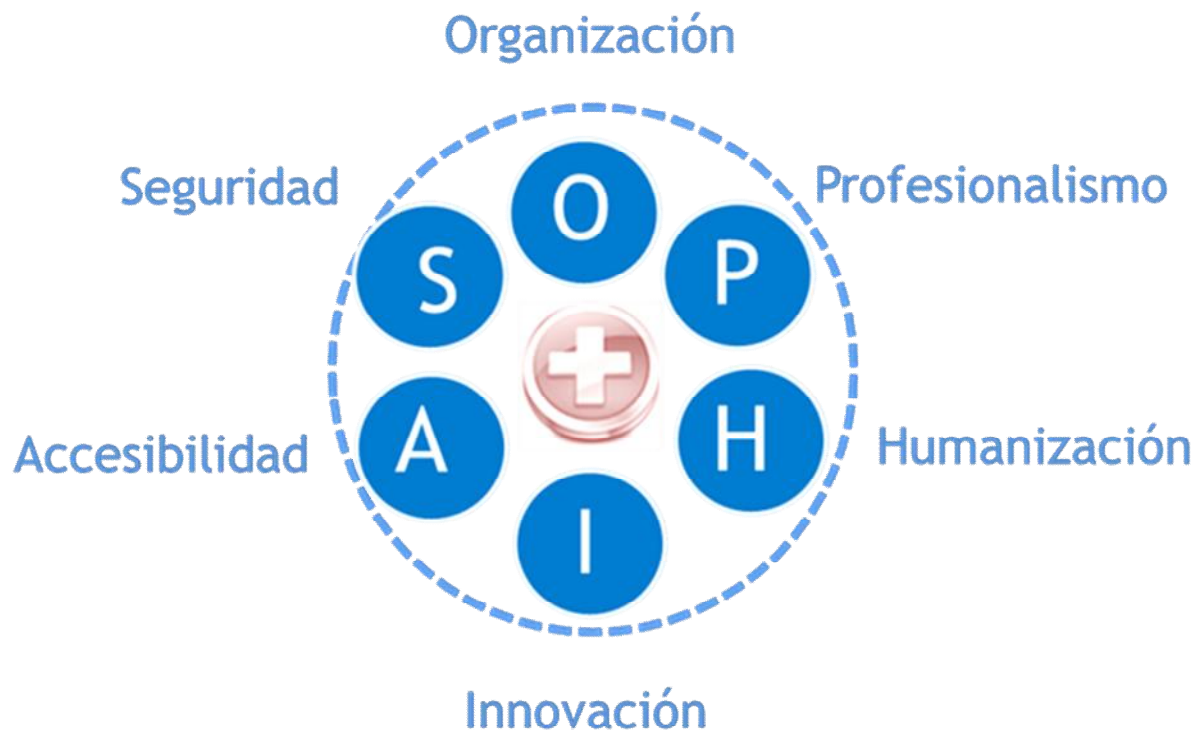 Organización
Seguridad
Profesionalismo
O
S
P
A
H
Accesibilidad
Humanización
I
Innovación